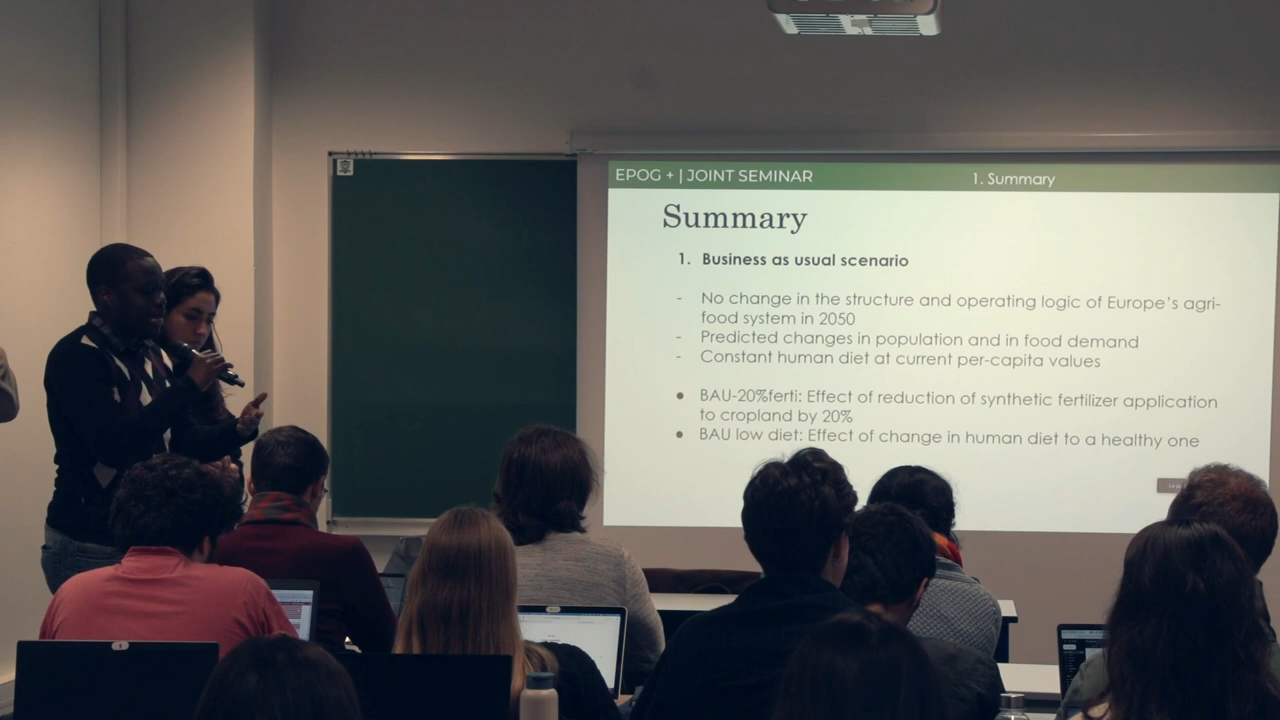 EPOG + | JOINT SEMINAR
1. Summary
Summary
1. Business as usual scenario
- No change in the structure and operating logic of Europe's agri-
food system in 2050
- Predicted changes in population and in food demand
- Constant human diet at current per-capita values
● BAU-20%ferti: Effect of reduction of synthetic fertilizer application
to cropland by 20%
● BAU low diet: Effect of change in human diet to a healthy one